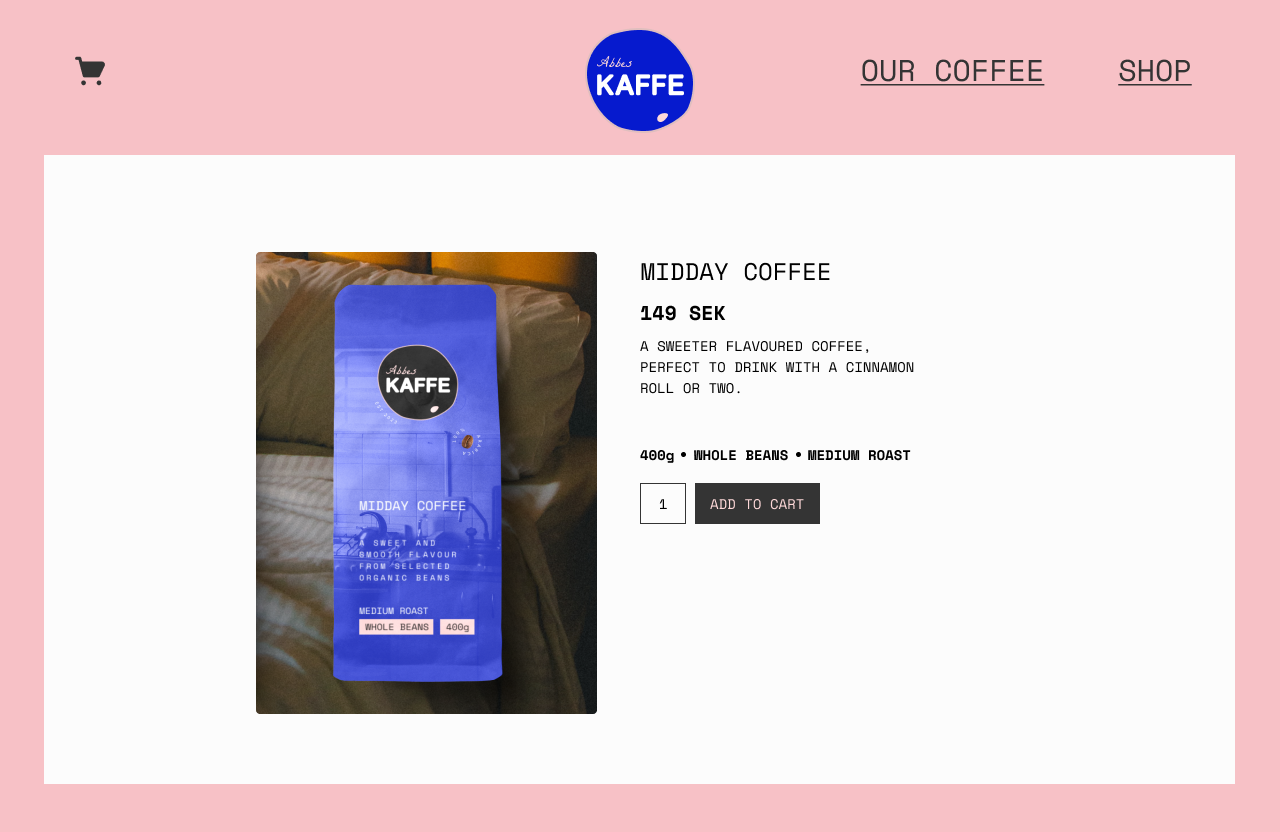 Abbes
KAFFE
OUR COFFEE
SHOP
Abbes
KAFFE
EST 2023
MIDDAY COFFEE
A SWEET AND
SMOOTH FLAVOUR
FROM SELECTED
ORGANIC BEANS
MEDIUM ROAST
WHOLE BEANS
400g
MIDDAY COFFEE
149 SEK
A SWEETER FLAVOURED COFFEE,
PERFECT TO DRINK WITH A CINNAMON
ROLL OR TWO.
400g • WHOLE BEANS • MEDIUM ROAST
1
ADD TO CART